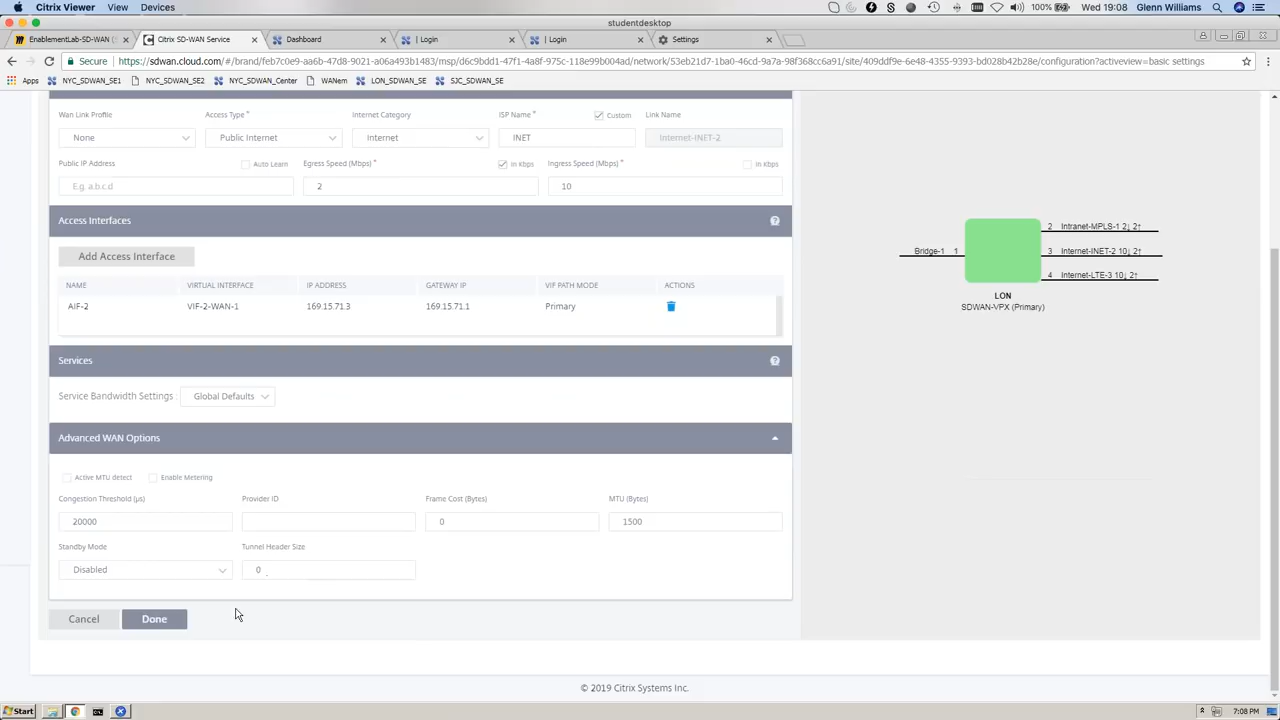 Citrix Viewer View Devices 100% Wed 19:08 Glenn Williams
studentdesktop
EnablementLab-SD-WAN ( Citrix SD-WAN Service Dashboard | Login | Login Settings
Secure https://sdwan.cloud.com/#/brand/feb7c0e9-aa6b-47d8-9021-a06a493b1483/msp/d6c9bdd1-47f1-4a8f-975c-118e99b004ad/network/53eb21d7-1ba0-46cd-9a7a-98f368cc6a91/site/409ddf9e-6e48-4355-9393-bd028b42b28e/configuration?activeview=basic settings
Apps NYC_SDWAN_SE1 NYC_SDWAN_SE2 NYC_SDWAN_Center WANem LON_SDWAN_SE SJC_SDWAN_SE
Wan Link Profile Access Type * Internet Category ISP Name * Custom Link Name
None Public Internet Internet INET Internet-INET-2
Public IP Address Auto Learn Egress Speed (Mbps) * In Kbps Ingress Speed (Mbps) * In Kbps
E.g. a.b.c.d 2 10
Access Interfaces
Add Access Interface
NAME VIRTUAL INTERFACE IP ADDRESS GATEWAY IP VIF PATH MODE ACTIONS
AIF-2 VIF-2-WAN-1 169.15.71.3 169.15.71.1 Primary
Services
Service Bandwidth Settings : Global Defaults
Advanced WAN Options
Active MTU detect Enable Metering
Congestion Threshold (µs) Provider ID Frame Cost (Bytes) MTU (Bytes)
20000 0 1500
Standby Mode Tunnel Header Size
Disabled 0
Cancel Done
Bridge-1 1
2 Intranet-MPLS-1 2↓ 2↑
3 Internet-INET-2 10↓ 2↑
4 Internet-LTE-3 10↓ 2↑
LON
SDWAN-VPX (Primary)
© 2019 Citrix Systems Inc.
Start 7:08 PM